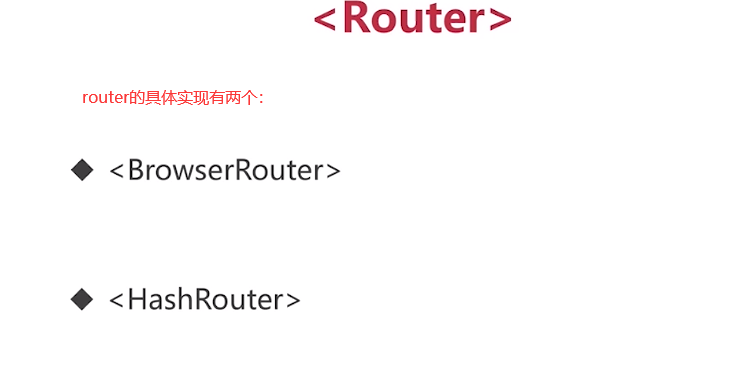 <Router>
router的具体实现有两个：
◆ <BrowserRouter>
◆ <HashRouter>